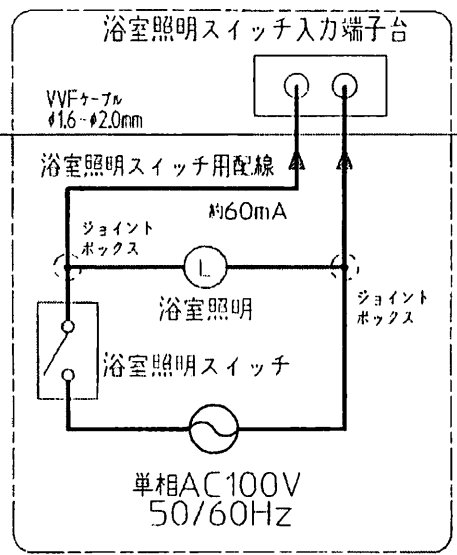 浴室照明スイッチ入力端子台
VVFケーブル
φ1.6~φ2.0mm
浴室照明スイッチ用配線
約60mA
ジョイント
ボックス
L
浴室照明
ジョイント
ボックス
浴室照明スイッチ
単相AC100V
50/60Hz